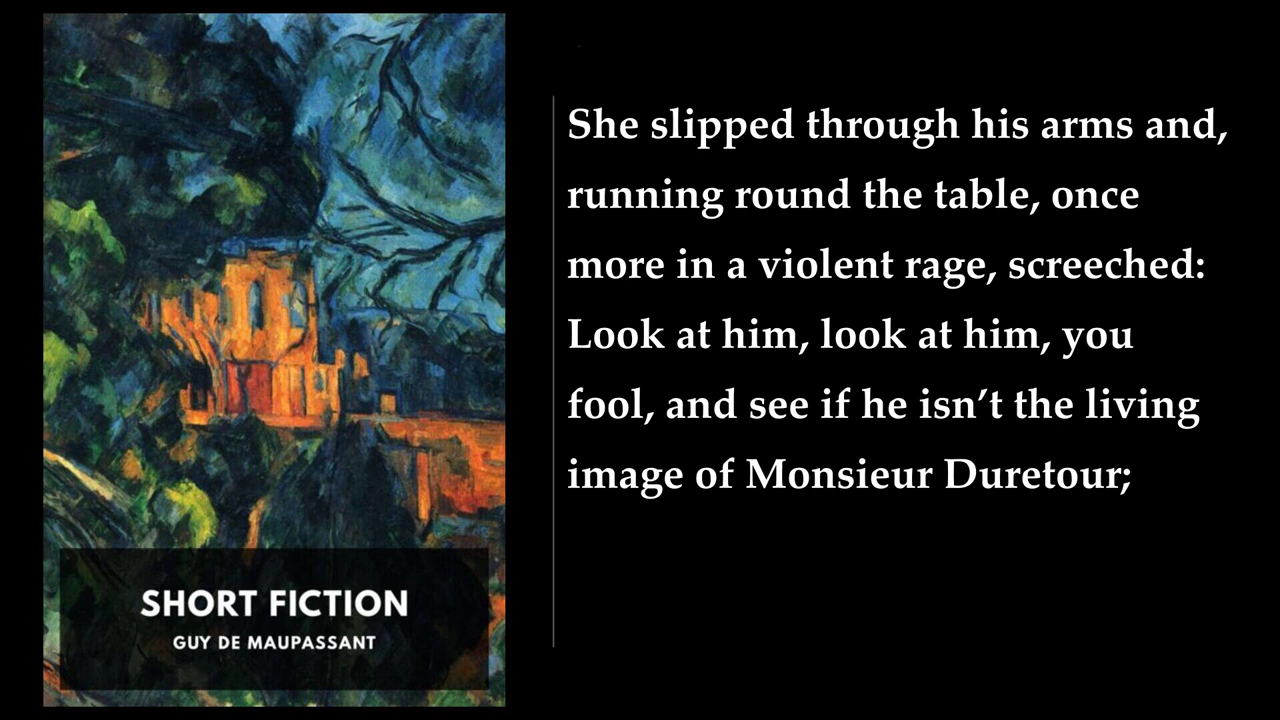 SHORT FICTION
GUY DE MAUPASSANT
She slipped through his arms and,
running round the table, once
more in a violent rage, screeched:
Look at him, look at him, you
fool, and see if he isn’t the living
image of Monsieur Duretour;